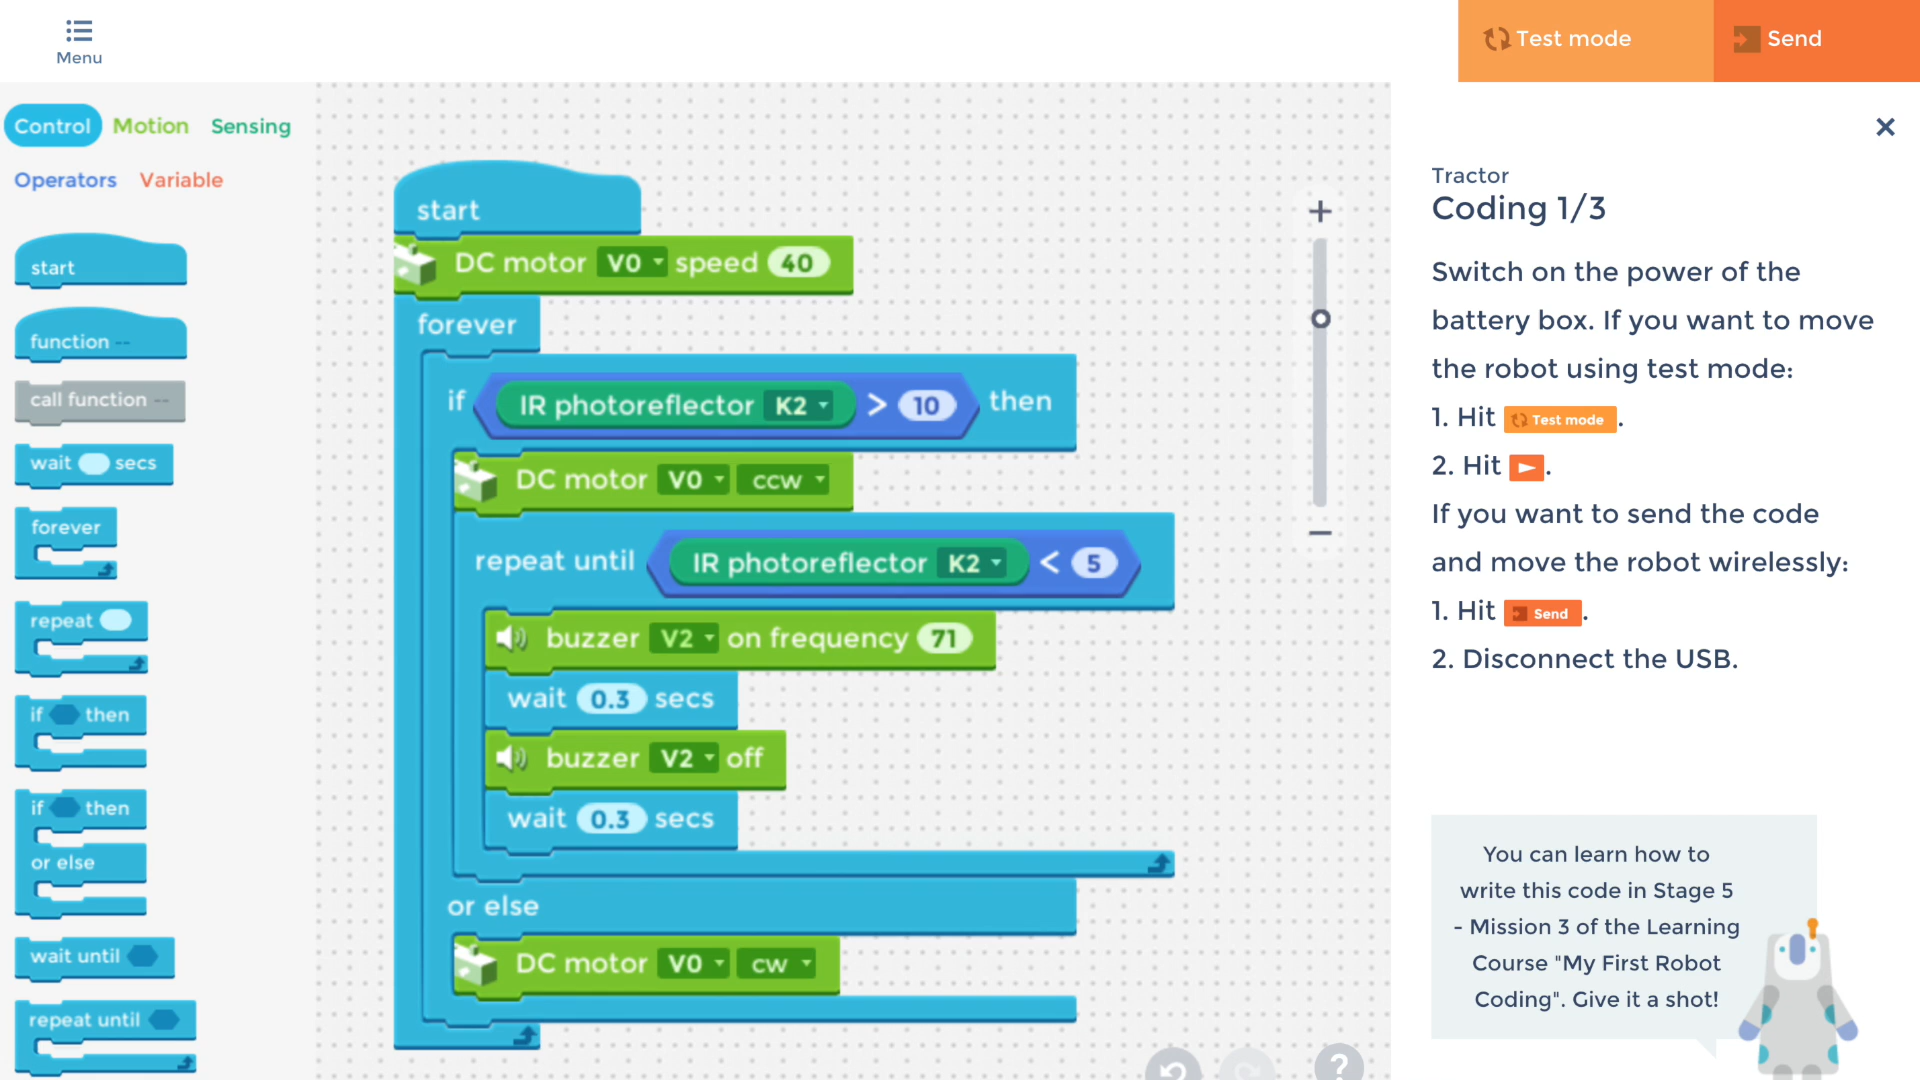 Menu
Test mode
Send
Control Motion Sensing
Operators Variable
start
function --
call function --
wait secs
forever
repeat
if then
if then
or else
wait until
repeat until
start
DC motor V0 speed 40
forever
if IR photoreflector K2 > 10 then
DC motor V0 ccw
repeat until IR photoreflector K2 < 5
buzzer V2 on frequency 71
wait 0.3 secs
buzzer V2 off
wait 0.3 secs
or else
DC motor V0 cw
+
−
?
×
Tractor
Coding 1/3
Switch on the power of the
battery box. If you want to move
the robot using test mode:
1. Hit Test mode.
2. Hit .
If you want to send the code
and move the robot wirelessly:
1. Hit Send.
2. Disconnect the USB.
You can learn how to
write this code in Stage 5
- Mission 3 of the Learning
Course "My First Robot
Coding". Give it a shot!